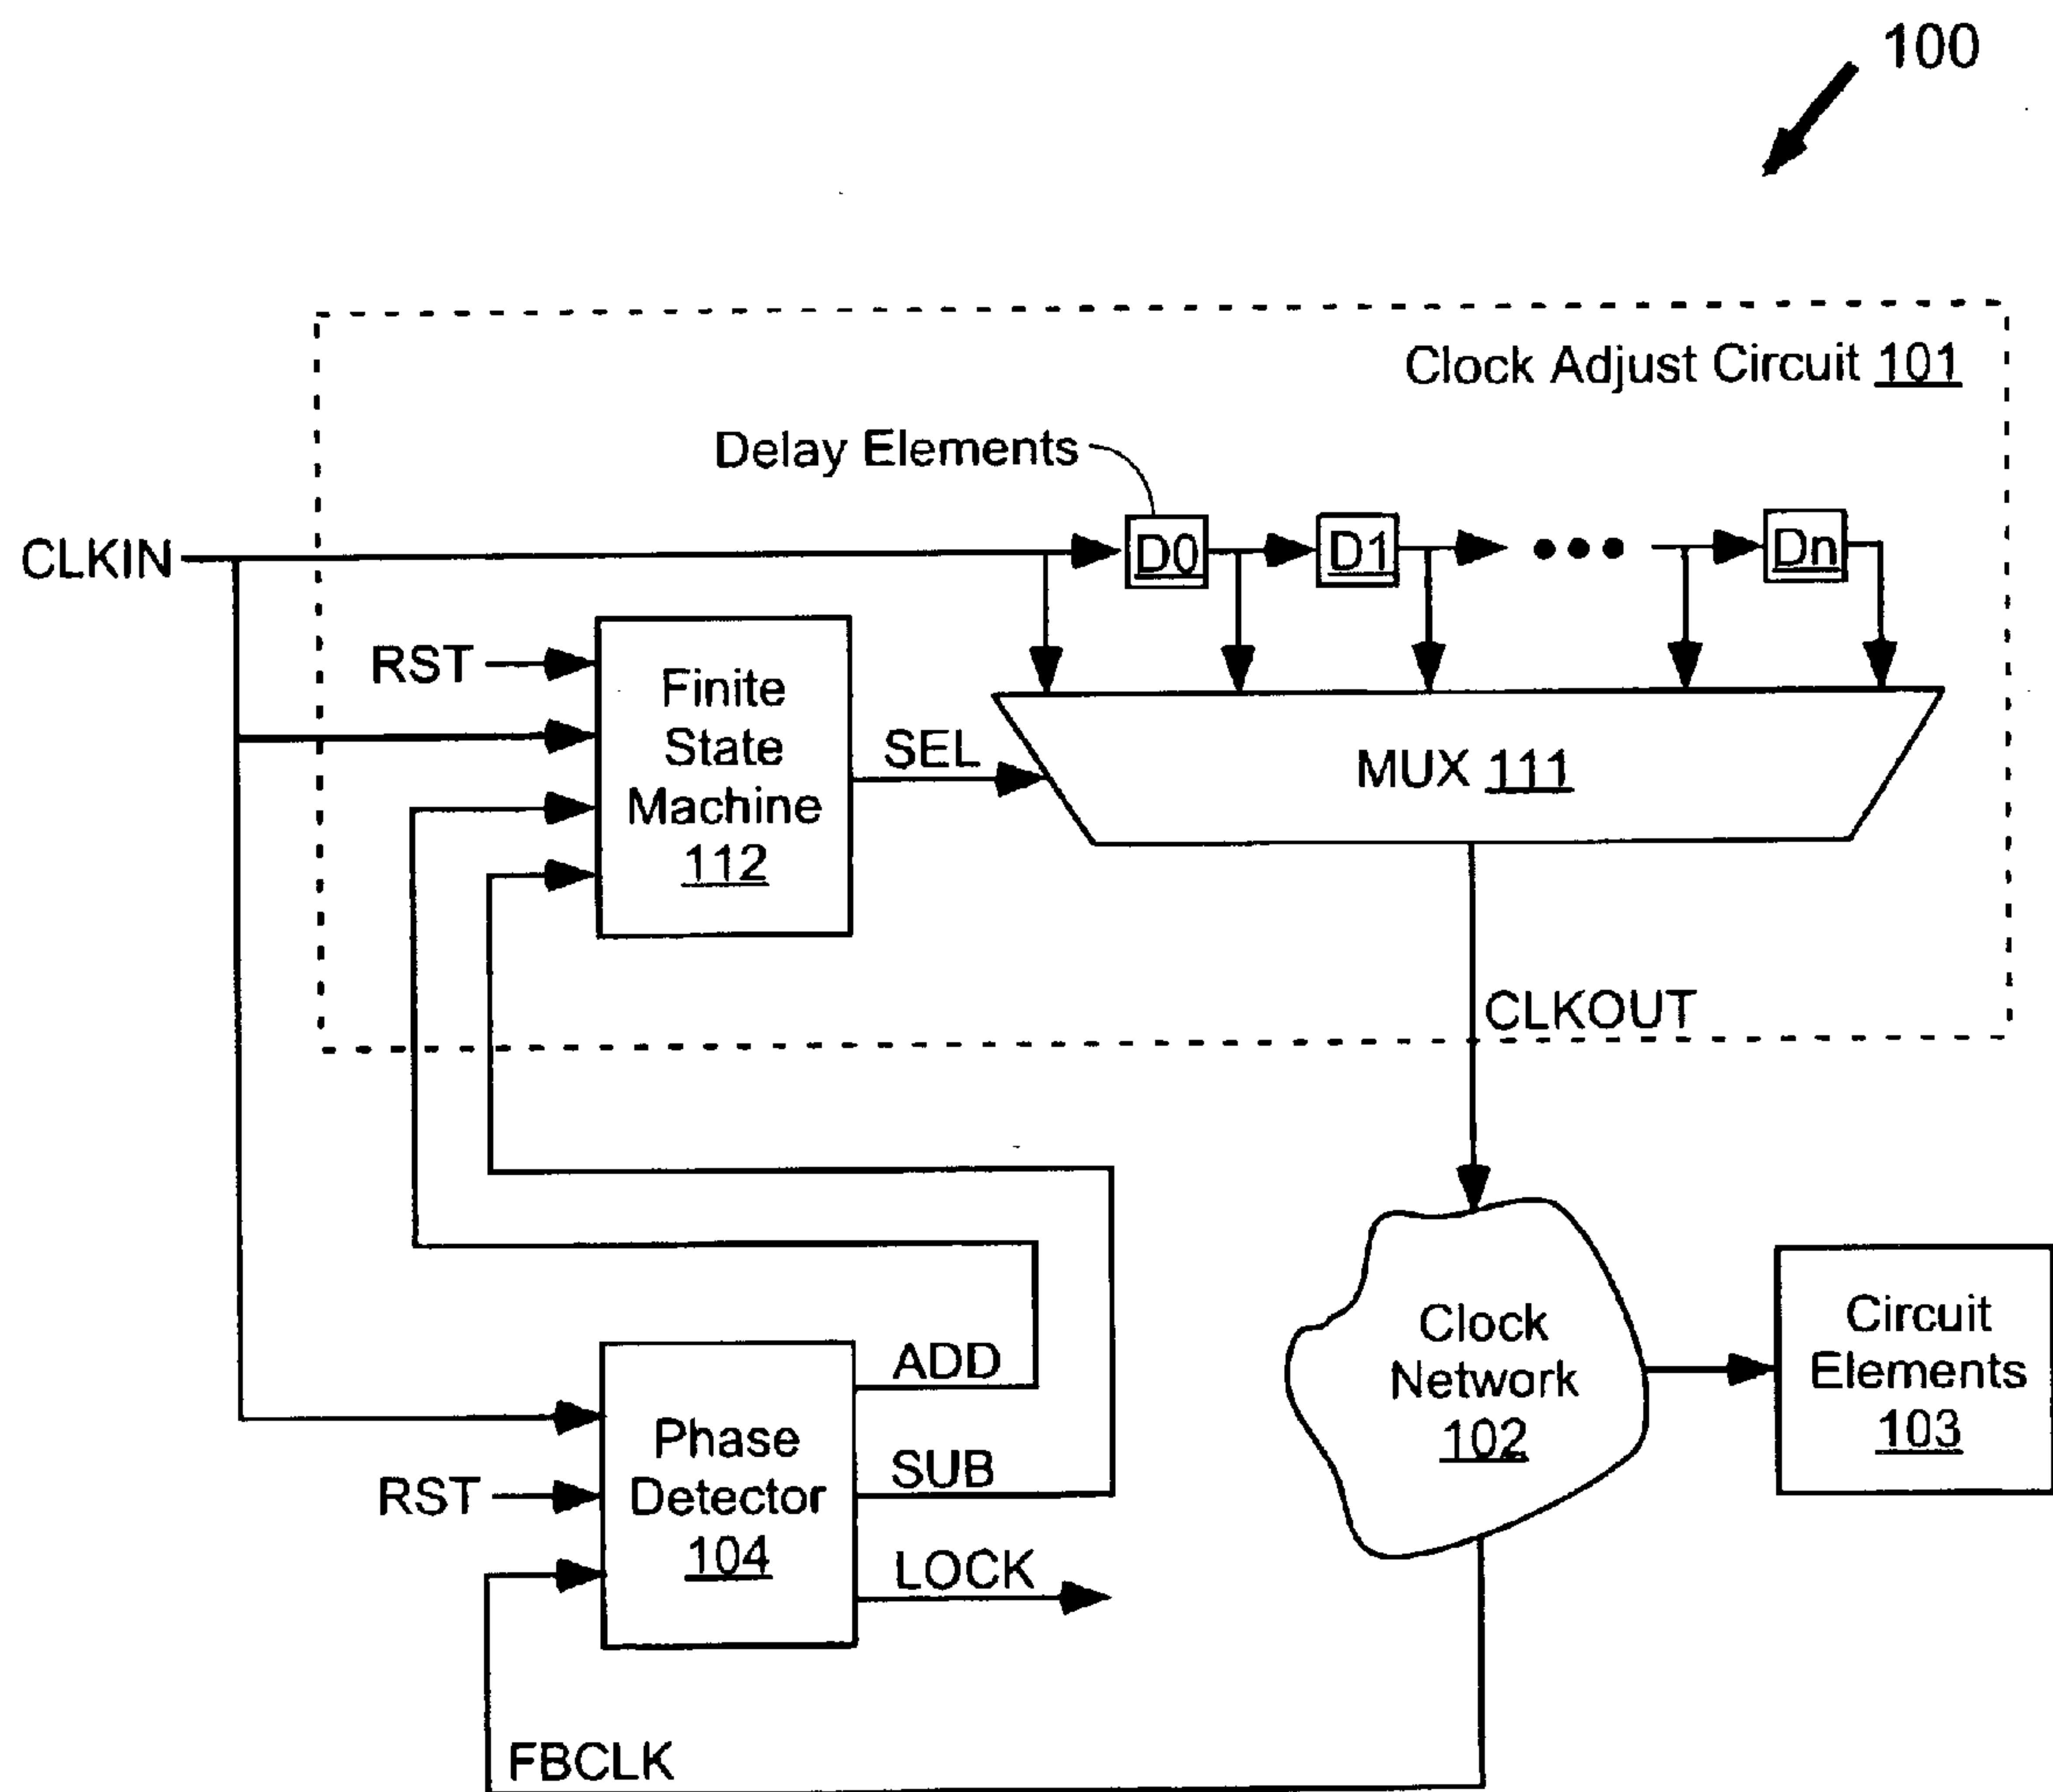 100
Clock Adjust Circuit 101
Delay Elements
CLKIN
D0
D1
Dn
RST
Finite
State
Machine
112
SEL
MUX 111
CLKOUT
Clock
Network
102
Circuit
Elements
103
ADD
Phase
Detector
104
SUB
RST
LOCK
FBCLK